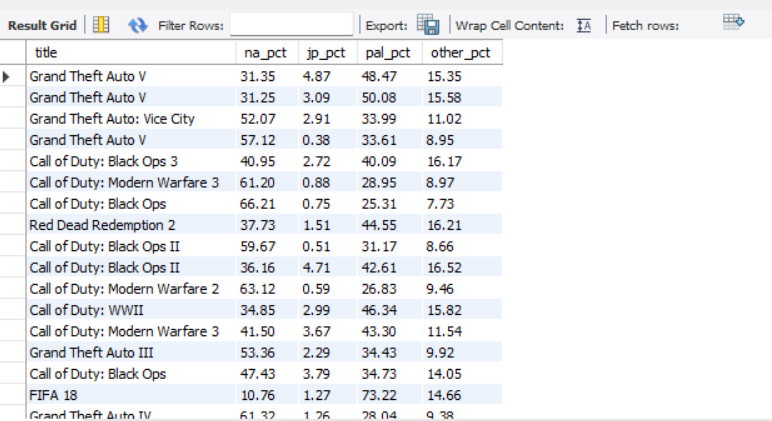 Result Grid Filter Rows: Export: Wrap Cell Content: IA Fetch rows:
title na_pct jp_pct pal_pct other_pct
Grand Theft Auto V 31.35 4.87 48.47 15.35
Grand Theft Auto V 31.25 3.09 50.08 15.58
Grand Theft Auto: Vice City 52.07 2.91 33.99 11.02
Grand Theft Auto V 57.12 0.38 33.61 8.95
Call of Duty: Black Ops 3 40.95 2.72 40.09 16.17
Call of Duty: Modern Warfare 3 61.20 0.88 28.95 8.97
Call of Duty: Black Ops 66.21 0.75 25.31 7.73
Red Dead Redemption 2 37.73 1.51 44.55 16.21
Call of Duty: Black Ops II 59.67 0.51 31.17 8.66
Call of Duty: Black Ops II 36.16 4.71 42.61 16.52
Call of Duty: Modern Warfare 2 63.12 0.59 26.83 9.46
Call of Duty: WWII 34.85 2.99 46.34 15.82
Call of Duty: Modern Warfare 3 41.50 3.67 43.30 11.54
Grand Theft Auto III 53.36 2.29 34.43 9.92
Call of Duty: Black Ops 47.43 3.79 34.73 14.05
FIFA 18 10.76 1.27 73.22 14.66
Grand Theft Auto IV 61.32 1.26 28.04 9.38